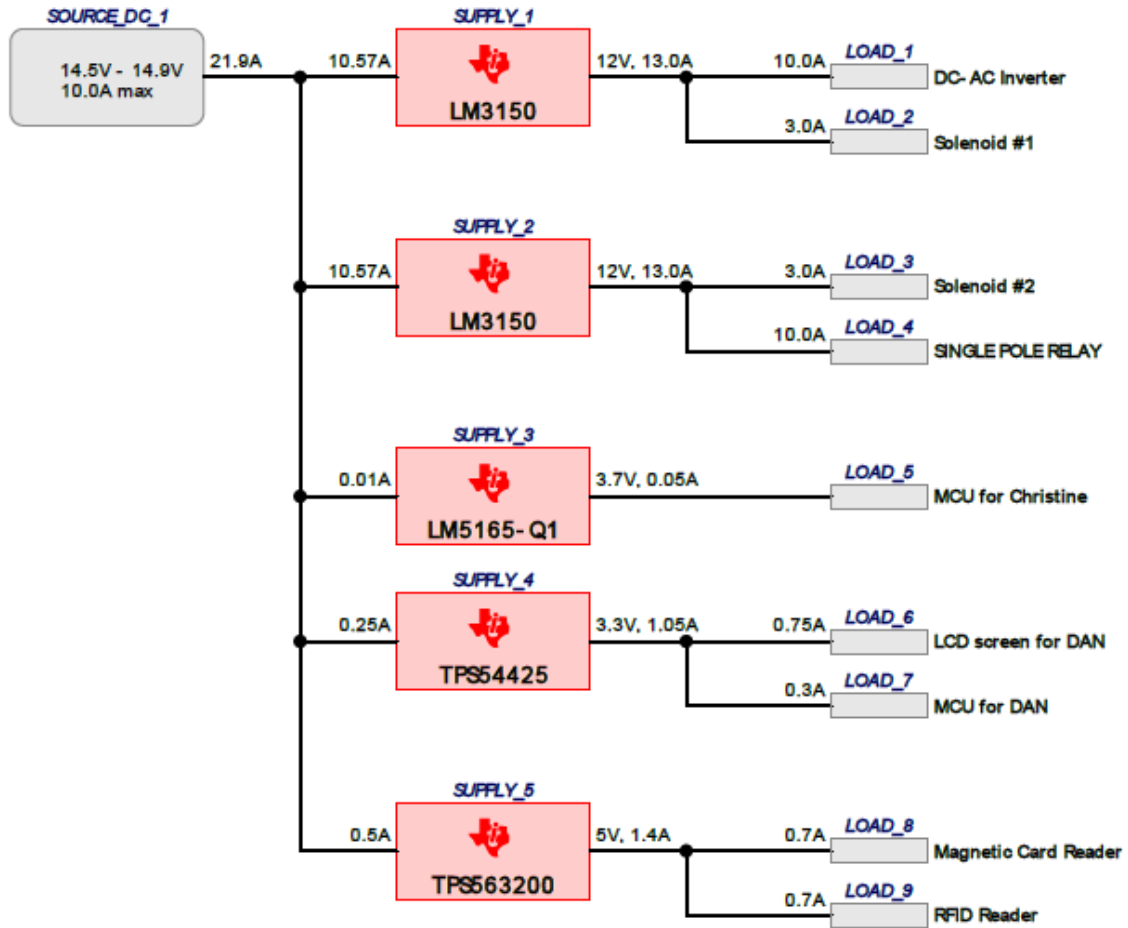 SOURCE_DC_1
14.5V - 14.9V
10.0A max
21.9A
SUPPLY_1
10.57A
LM3150
12V, 13.0A
10.0A
LOAD_1
DC-AC Inverter
3.0A
LOAD_2
Solenoid #1
SUPPLY_2
10.57A
LM3150
12V, 13.0A
3.0A
LOAD_3
Solenoid #2
10.0A
LOAD_4
SINGLE POLE RELAY
SUPPLY_3
0.01A
LM5165-Q1
3.7V, 0.05A
LOAD_5
MCU for Christine
SUPPLY_4
0.25A
TPS54425
3.3V, 1.05A
0.75A
LOAD_6
LCD screen for DAN
0.3A
LOAD_7
MCU for DAN
SUPPLY_5
0.5A
TPS563200
5V, 1.4A
0.7A
LOAD_8
Magnetic Card Reader
0.7A
LOAD_9
RFID Reader